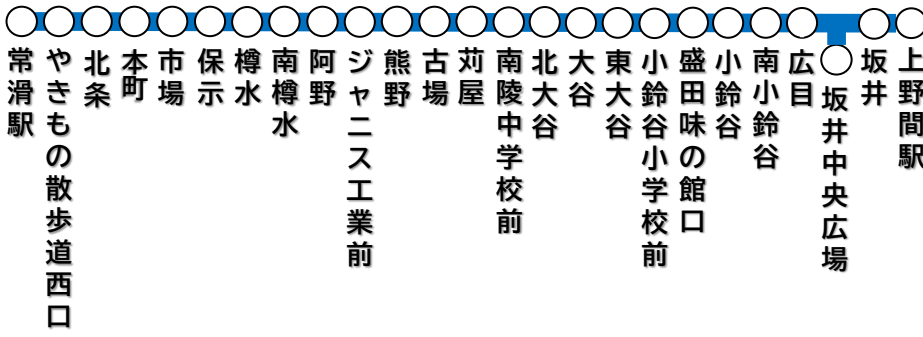 常滑駅
やきもの散歩道西口
北条
本町
市場
保示
樽水
南樽水
阿野
ジャニス工業前
熊野
古場
苅屋
南陵中学校前
北大谷
大谷
東大谷
小鈴谷小学校前
盛田味の館口
小鈴谷
南小鈴谷
広目
坂井中央広場
坂井
上野間駅